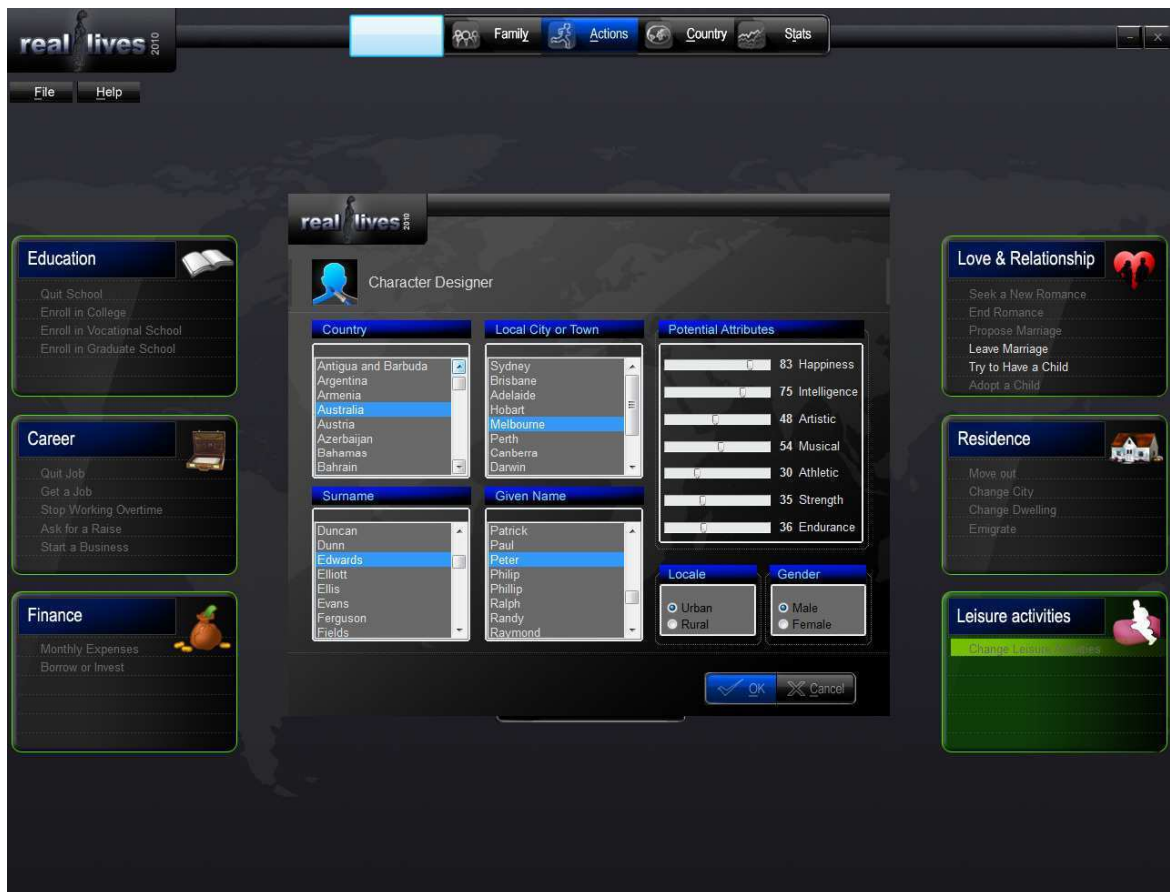 real lives 2010
Family
Actions
Country
Stats
File
Help
Education
Quit School
Enroll in College
Enroll in Vocational School
Enroll in Graduate School
Career
Quit Job
Get a Job
Stop Working Overtime
Ask for a Raise
Start a Business
Finance
Monthly Expenses
Borrow or Invest
real lives 2010
Character Designer
Country
Antigua and Barbuda
Argentina
Armenia
Australia
Austria
Azerbaijan
Bahamas
Bahrain
Local City or Town
Sydney
Brisbane
Adelaide
Hobart
Melbourne
Perth
Canberra
Darwin
Potential Attributes
83 Happiness
75 Intelligence
48 Artistic
54 Musical
30 Athletic
35 Strength
36 Endurance
Surname
Duncan
Dunn
Edwards
Elliott
Ellis
Evans
Ferguson
Fields
Given Name
Patrick
Paul
Peter
Philip
Phillip
Ralph
Randy
Raymond
Locale
Urban
Rural
Gender
Male
Female
OK
Cancel
Love & Relationship
Seek a New Romance
End Romance
Propose Marriage
Leave Marriage
Try to Have a Child
Adopt a Child
Residence
Move out
Change City
Change Dwelling
Emigrate
Leisure activities
Change Leisure Activities